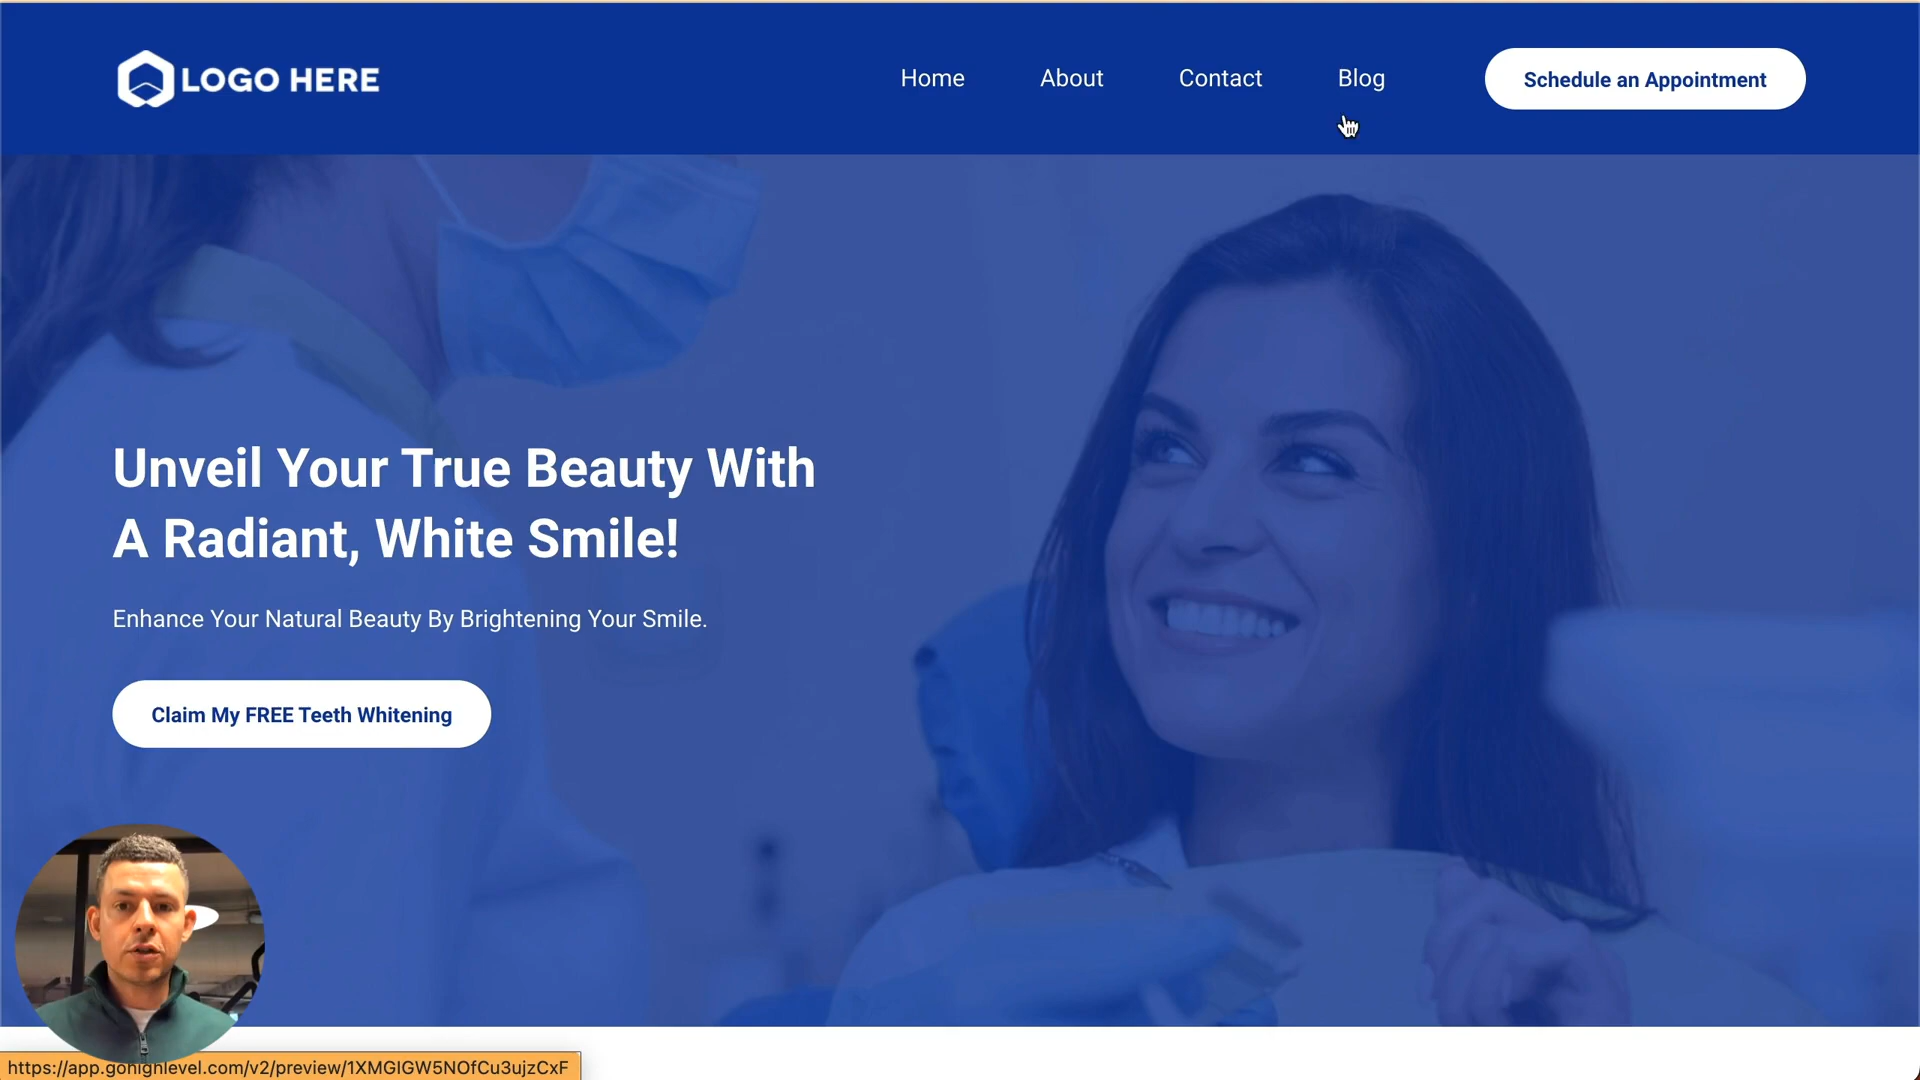 LOGO HERE
Home
About
Contact
Blog
Schedule an Appointment
Unveil Your True Beauty With
A Radiant, White Smile!
Enhance Your Natural Beauty By Brightening Your Smile.
Claim My FREE Teeth Whitening
https://app.gohighlevel.com/v2/preview/1XMGIGW5NOfCu3ujzCxF